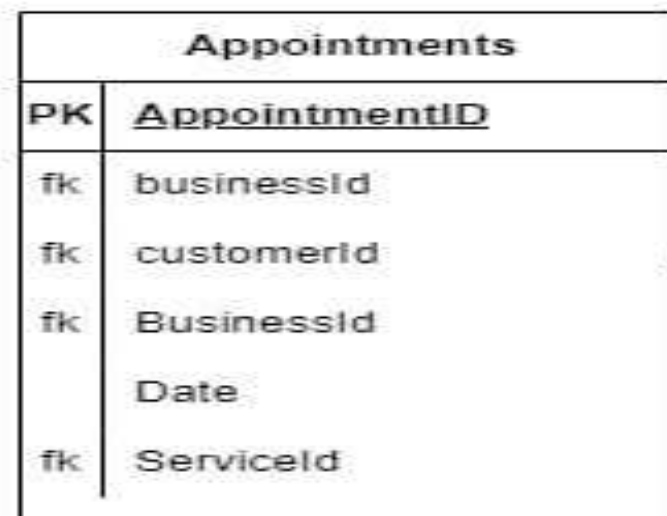 Appointments
PK AppointmentID
fk businessId
fk customerId
fk BusinessId
Date
fk ServiceId